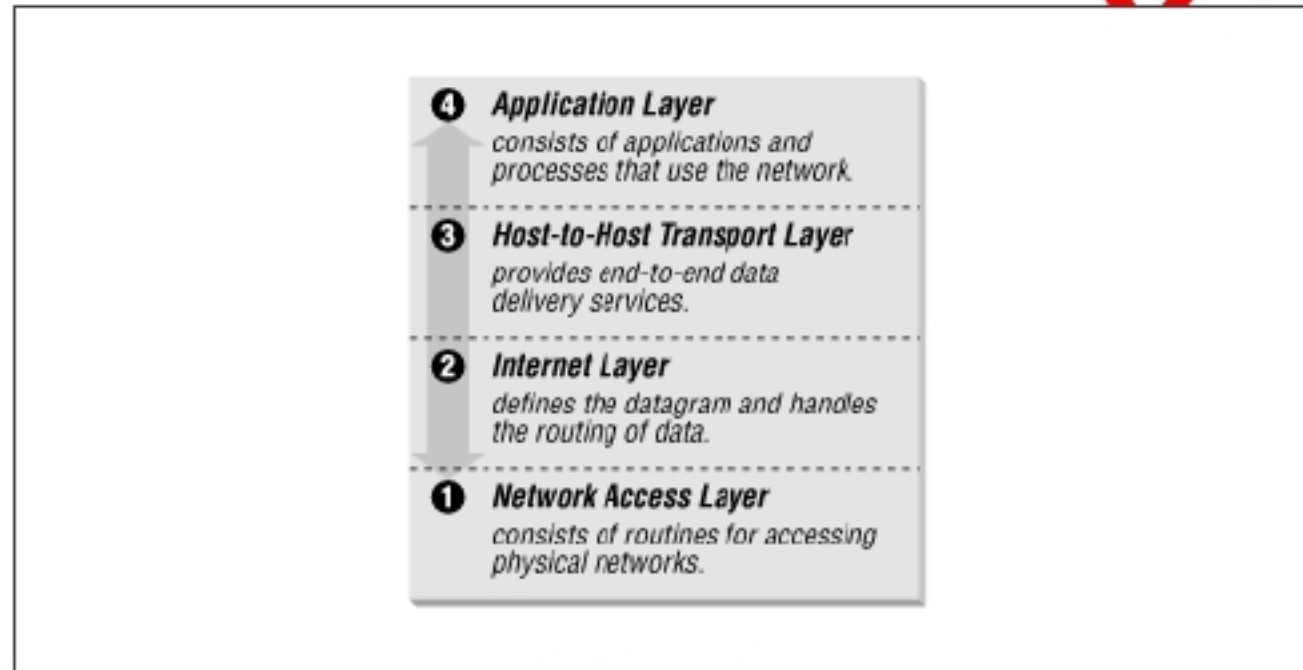 4 Application Layer
consists of applications and
processes that use the network.
3 Host-to-Host Transport Layer
provides end-to-end data
delivery services.
2 Internet Layer
defines the datagram and handles
the routing of data.
1 Network Access Layer
consists of routines for accessing
physical networks.